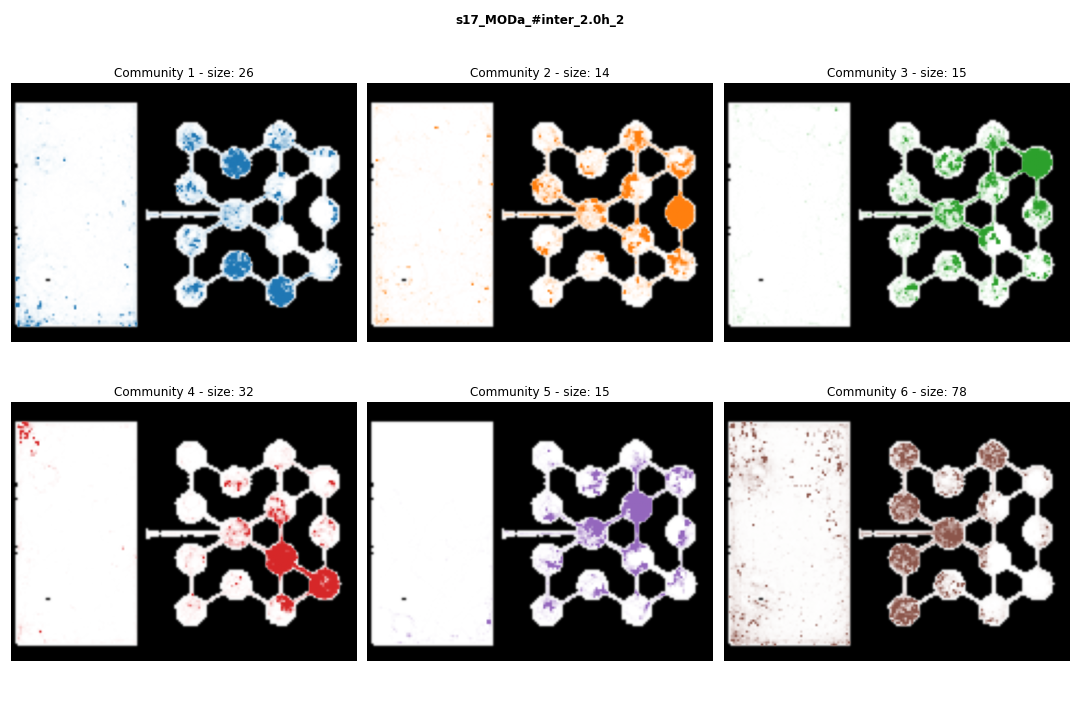 s17_MODa_#inter_2.0h_2
Community 1 - size: 26
Community 2 - size: 14
Community 3 - size: 15
Community 4 - size: 32
Community 5 - size: 15
Community 6 - size: 78